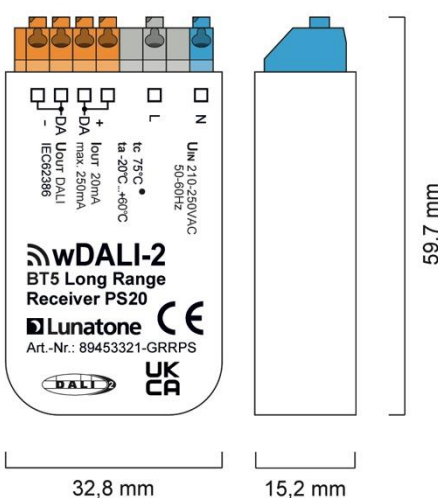 - DA DA +
L
N
UOUT DALI
IEC62386
IOUT 20mA
max. 250mA
tc 75°C
ta -20°C...+60°C
UIN 210-250VAC
50-60Hz
wDALI-2
BT5 Long Range
Receiver PS20
Lunatone CE
Art.-Nr.: 89453321-GRRPS
DALI 2
UK
CA
59,7 mm
32,8 mm
15,2 mm